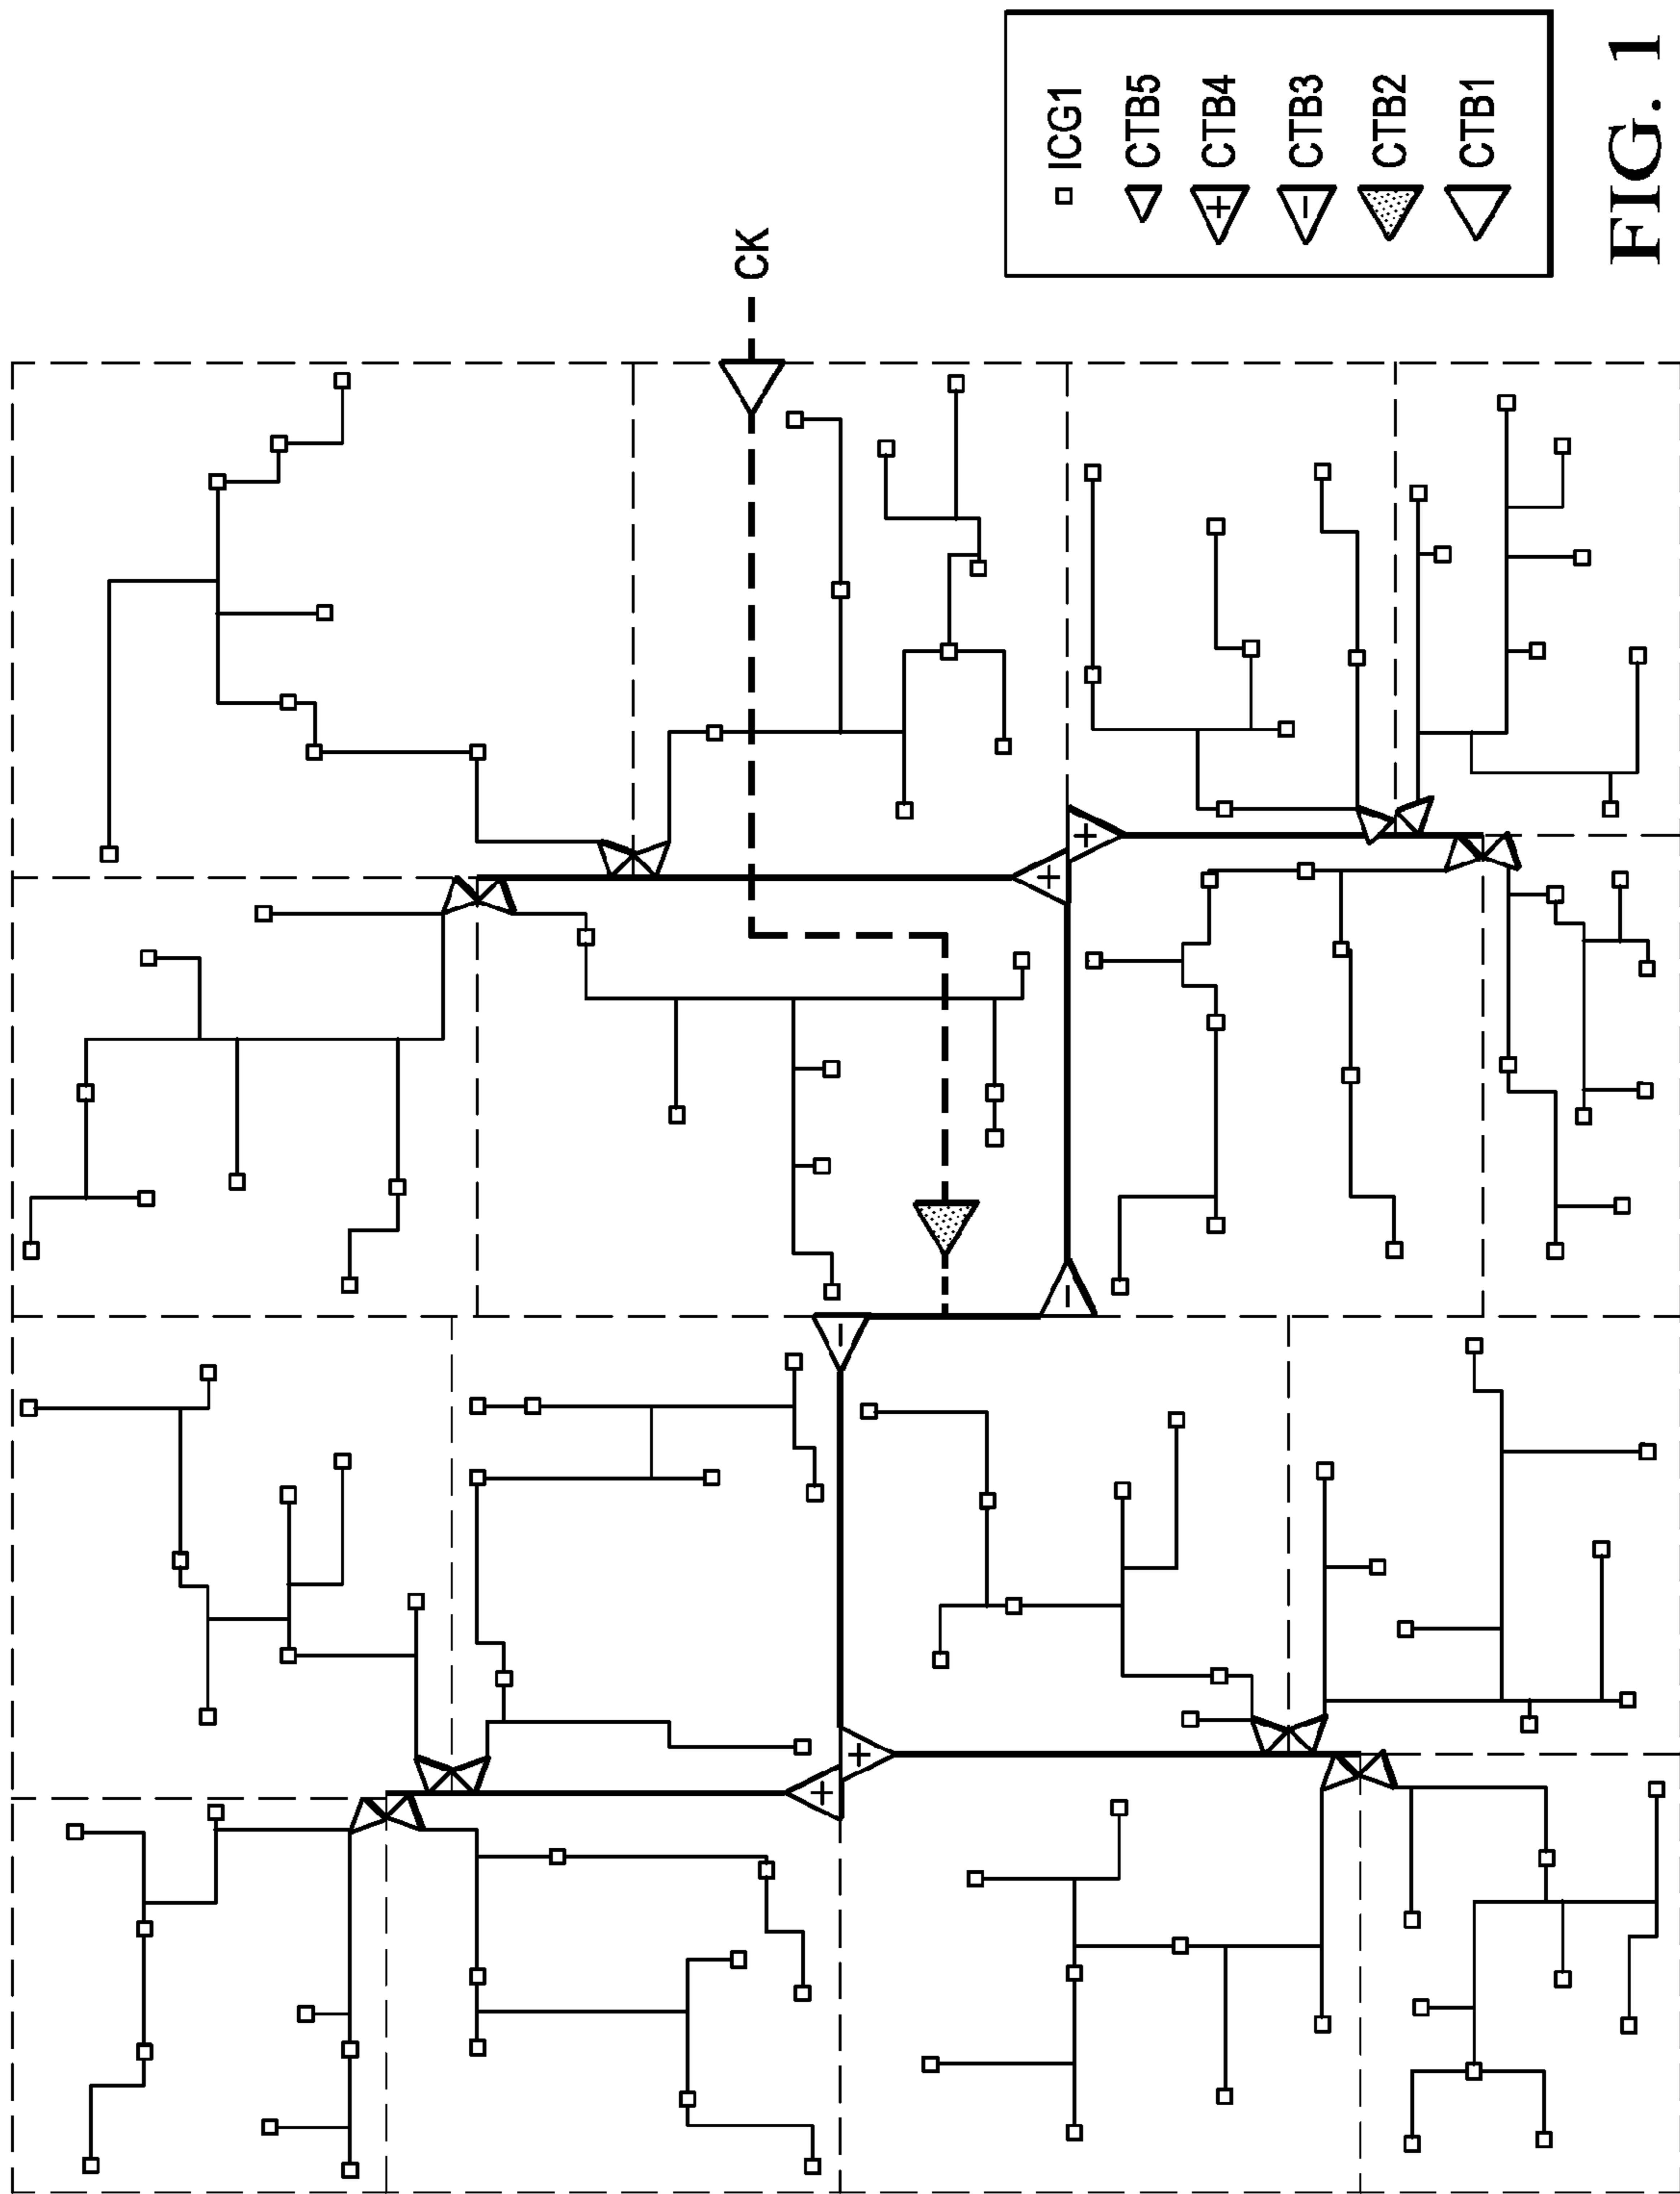 CK
ICG1
CTB5
+ CTB4
− CTB3
CTB2
CTB1
+
+
−
−
+
+
FIG. 1